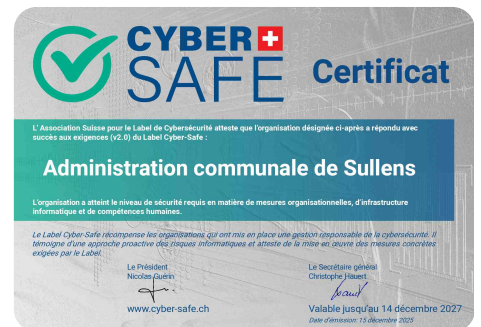 CYBER
SAFE
Certificat
L'Association Suisse pour le Label de Cybersécurité atteste que l'organisation désignée ci-après a répondu avec
succès aux exigences (v2.0) du Label Cyber-Safe :
Administration communale de Sullens
L'organisation a atteint le niveau de sécurité requis en matière de mesures organisationnelles, d'infrastructure
informatique et de compétences humaines.
Le Label Cyber-Safe récompense les organisations qui ont mis en place une gestion responsable de la cybersécurité. Il
témoigne d'une approche proactive des risques informatiques et atteste de la mise en œuvre des mesures concrètes
exigées par le Label.
Le Président
Nicolas Guérin
Le Secrétaire général
Christophe Hauert
www.cyber-safe.ch
Valable jusqu'au 14 décembre 2027
Date d'émission: 15 décembre 2025